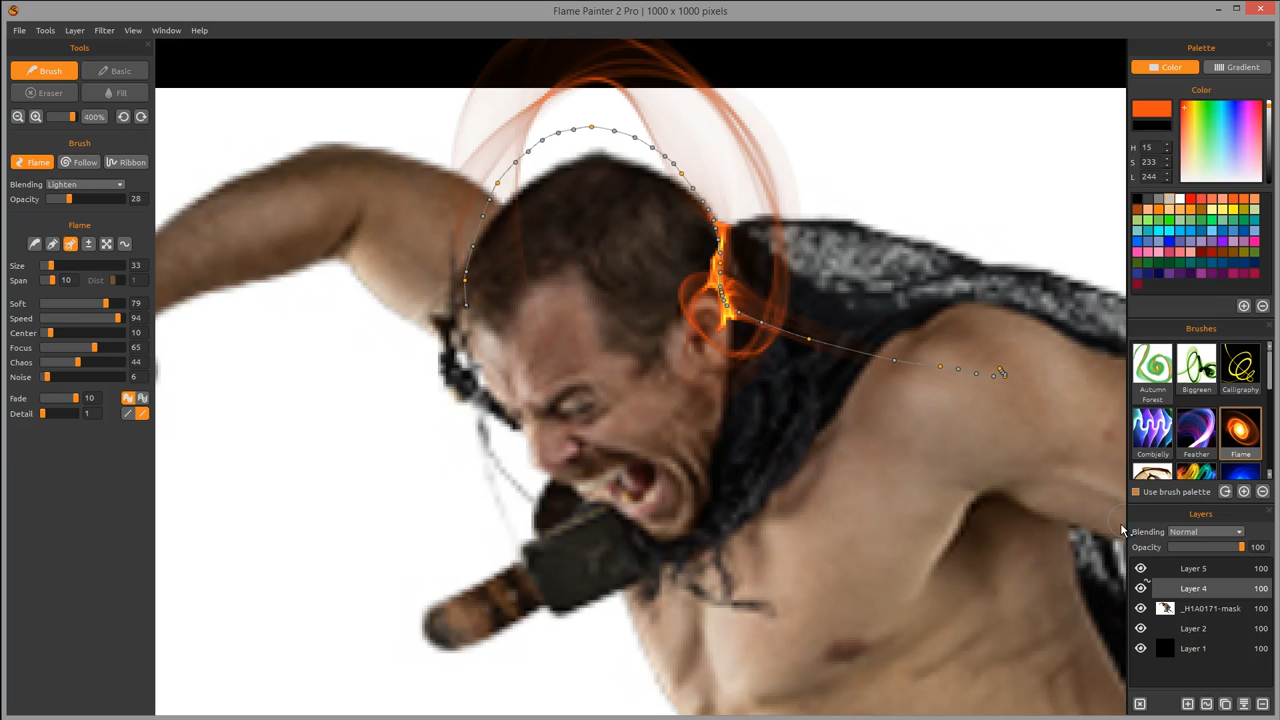 Flame Painter 2 Pro | 1000 x 1000 pixels
File Tools Layer Filter View Window Help
Tools
Brush Basic
Eraser Fill
400%
Brush
Flame Follow Ribbon
Blending Lighten
Opacity 28
Flame
Size 33
Span 10 Dist 1
Soft 79
Speed 94
Center 10
Focus 65
Chaos 44
Noise 6
Fade 10
Detail 1
Palette
Color Gradient
Color
H 15
S 233
L 244
Brushes
Autumn Forest Biggreen Calligraphy
Combjelly Feather Flame
Use brush palette
Layers
Blending Normal
Opacity 100
Layer 5 100
Layer 4 100
_H1A0171-mask 100
Layer 2 100
Layer 1 100